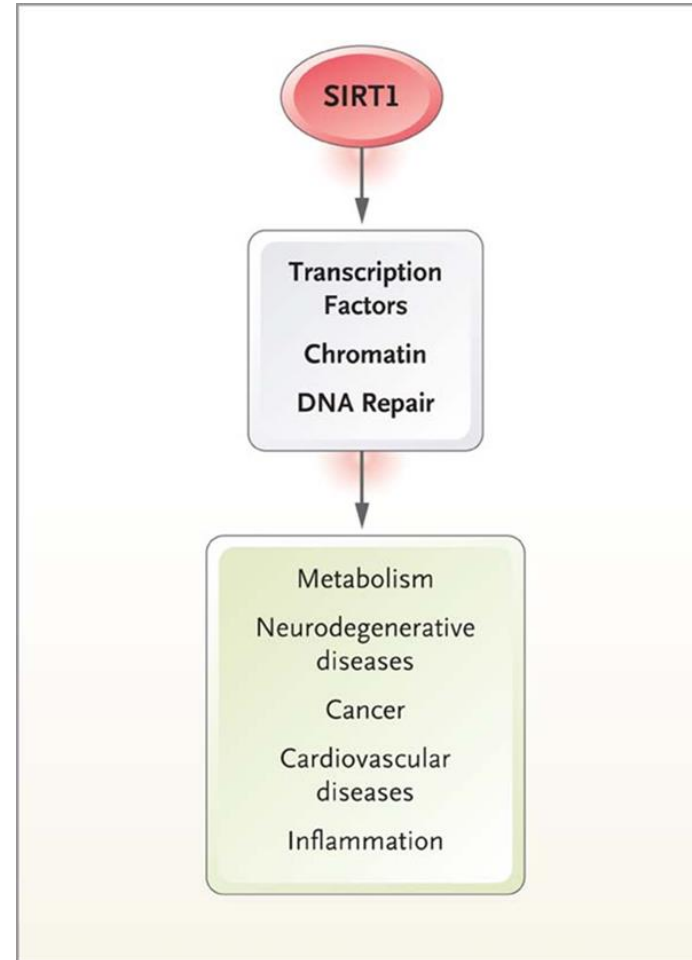 SIRT1
Transcription
Factors
Chromatin
DNA Repair
Metabolism
Neurodegenerative
diseases
Cancer
Cardiovascular
diseases
Inflammation